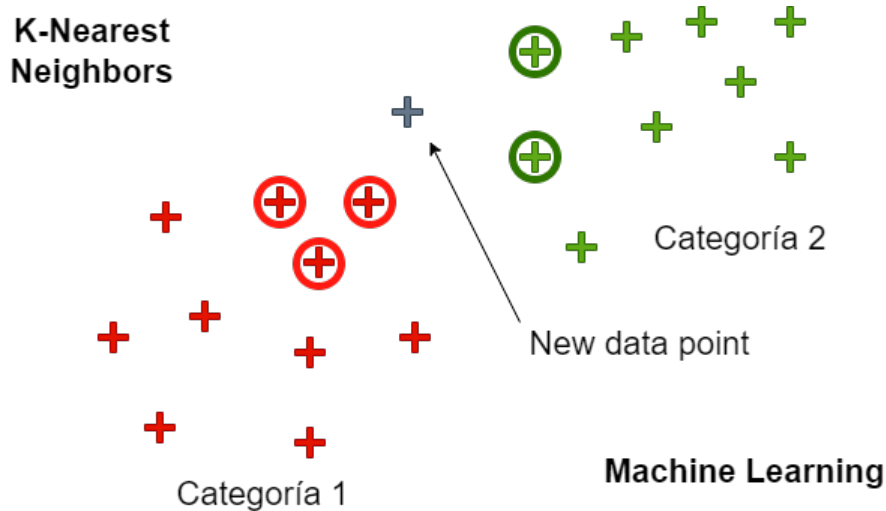 K-Nearest
Neighbors
Categoría 2
New data point
Machine Learning
Categoría 1